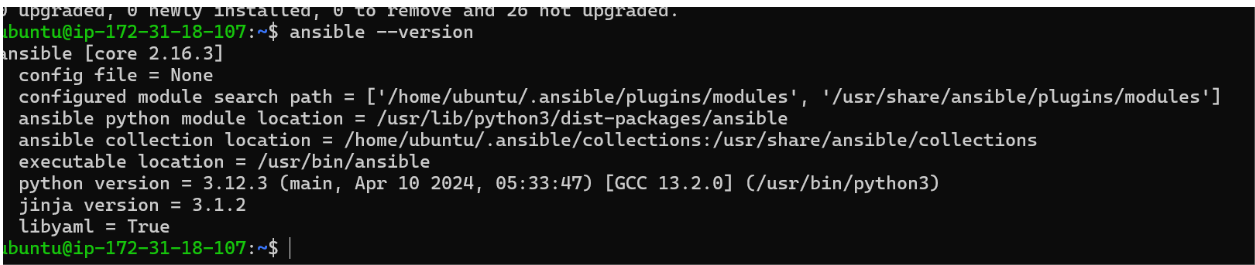 0 upgraded, 0 newly installed, 0 to remove and 26 not upgraded.
ubuntu@ip-172-31-18-107:~$ ansible --version
ansible [core 2.16.3]
  config file = None
  configured module search path = ['/home/ubuntu/.ansible/plugins/modules', '/usr/share/ansible/plugins/modules']
  ansible python module location = /usr/lib/python3/dist-packages/ansible
  ansible collection location = /home/ubuntu/.ansible/collections:/usr/share/ansible/collections
  executable location = /usr/bin/ansible
  python version = 3.12.3 (main, Apr 10 2024, 05:33:47) [GCC 13.2.0] (/usr/bin/python3)
  jinja version = 3.1.2
  libyaml = True
ubuntu@ip-172-31-18-107:~$